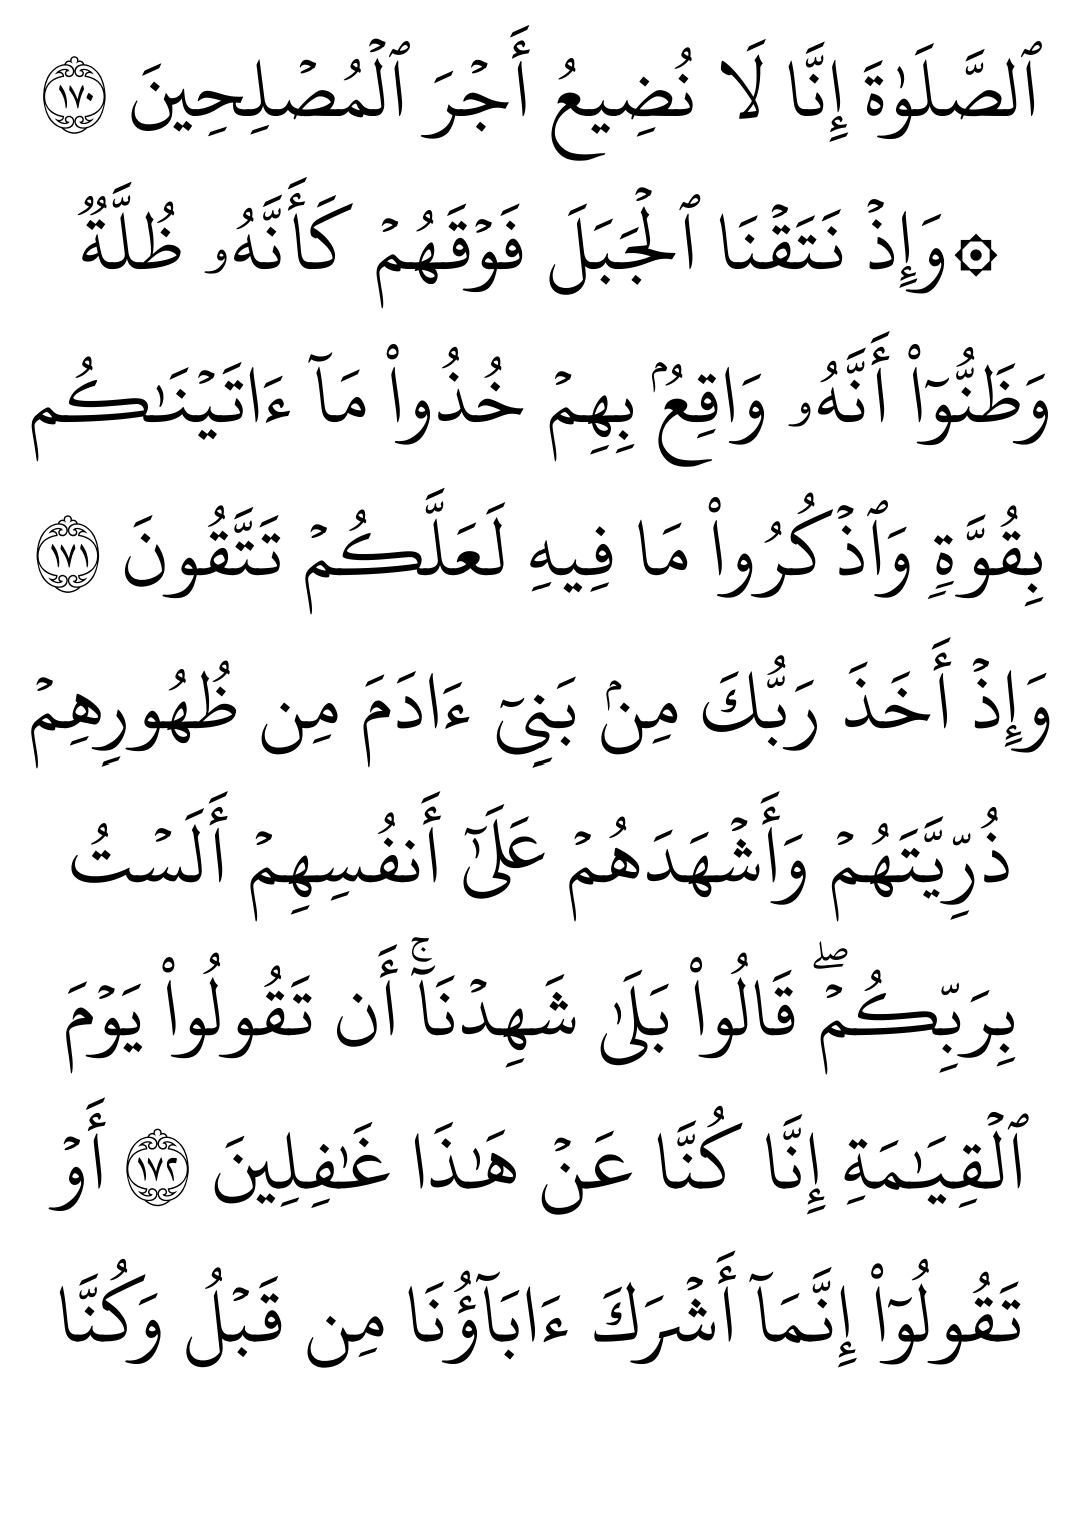 ٱلصَّلَوٰةَ إِنَّا لَا نُضِيعُ أَجۡرَ ٱلۡمُصۡلِحِينَ ١٧٠
۞ وَإِذۡ نَتَقۡنَا ٱلۡجَبَلَ فَوۡقَهُمۡ كَأَنَّهُۥ ظُلَّةٞ
وَظَنُّوٓاْ أَنَّهُۥ وَاقِعُۢ بِهِمۡ خُذُواْ مَآ ءَاتَيۡنَٰكُم
بِقُوَّةٖ وَٱذۡكُرُواْ مَا فِيهِ لَعَلَّكُمۡ تَتَّقُونَ ١٧١
وَإِذۡ أَخَذَ رَبُّكَ مِنۢ بَنِيٓ ءَادَمَ مِن ظُهُورِهِمۡ
ذُرِّيَّتَهُمۡ وَأَشۡهَدَهُمۡ عَلَىٰٓ أَنفُسِهِمۡ أَلَسۡتُ
بِرَبِّكُمۡۖ قَالُواْ بَلَىٰ شَهِدۡنَآۚ أَن تَقُولُواْ يَوۡمَ
ٱلۡقِيَٰمَةِ إِنَّا كُنَّا عَنۡ هَٰذَا غَٰفِلِينَ ١٧٢ أَوۡ
تَقُولُوٓاْ إِنَّمَآ أَشۡرَكَ ءَابَآؤُنَا مِن قَبۡلُ وَكُنَّا